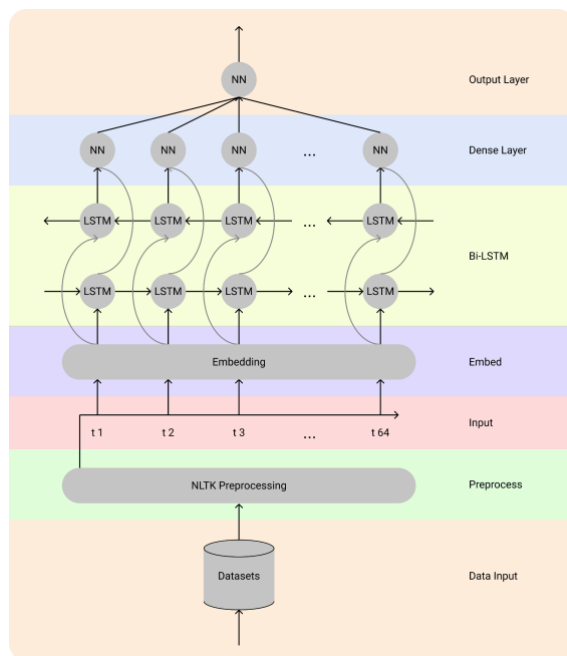 NN
Output Layer
NN NN NN ... NN
Dense Layer
LSTM LSTM LSTM ... LSTM
Bi-LSTM
LSTM LSTM LSTM ... LSTM
Embedding
Embed
Input
t 1 t 2 t 3 ... t 64
NLTK Preprocessing
Preprocess
Datasets
Data Input